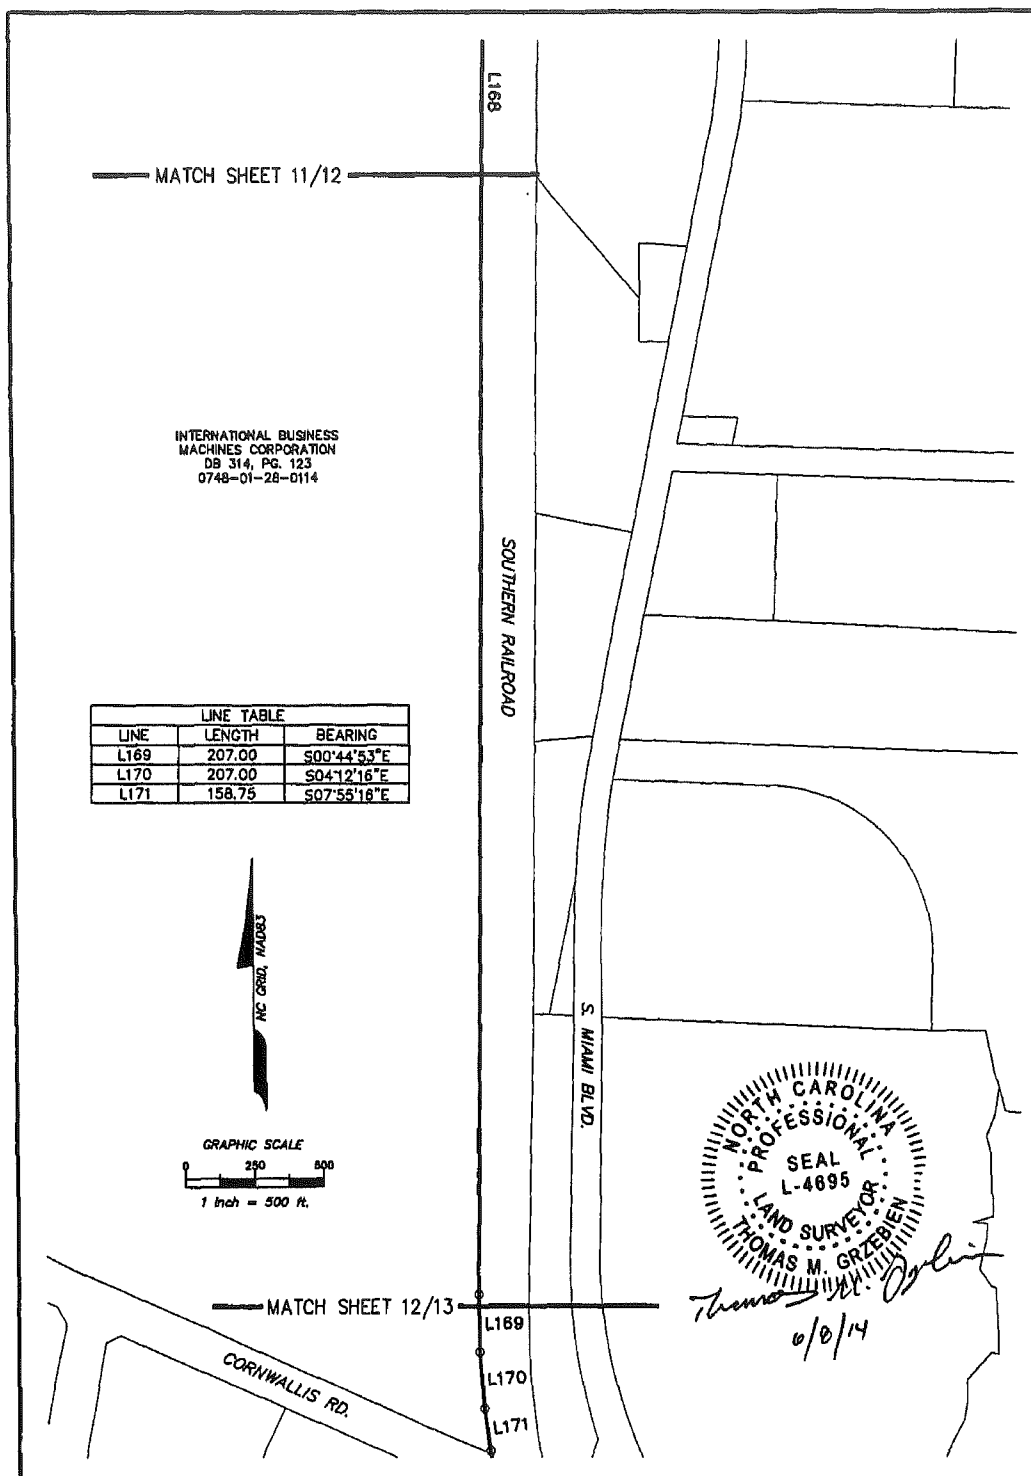 L168
MATCH SHEET 11/12
INTERNATIONAL BUSINESS
MACHINES CORPORATION
DB 314, PG. 123
0748-01-28-0114
SOUTHERN RAILROAD
LINE TABLE
LINE LENGTH BEARING
L169 207.00 S00°44'53"E
L170 207.00 S04°12'16"E
L171 158.75 S07°55'16"E
NC GRID, NAD83
S. MIAMI BLVD.
GRAPHIC SCALE
0 250 500
1 inch = 500 ft.
NORTH CAROLINA
PROFESSIONAL
SEAL
L-4695
LAND SURVEYOR
THOMAS M. GRZEBIEN
Thomas M.
6/8/14
MATCH SHEET 12/13
L169
L170
L171
CORNWALLIS RD.